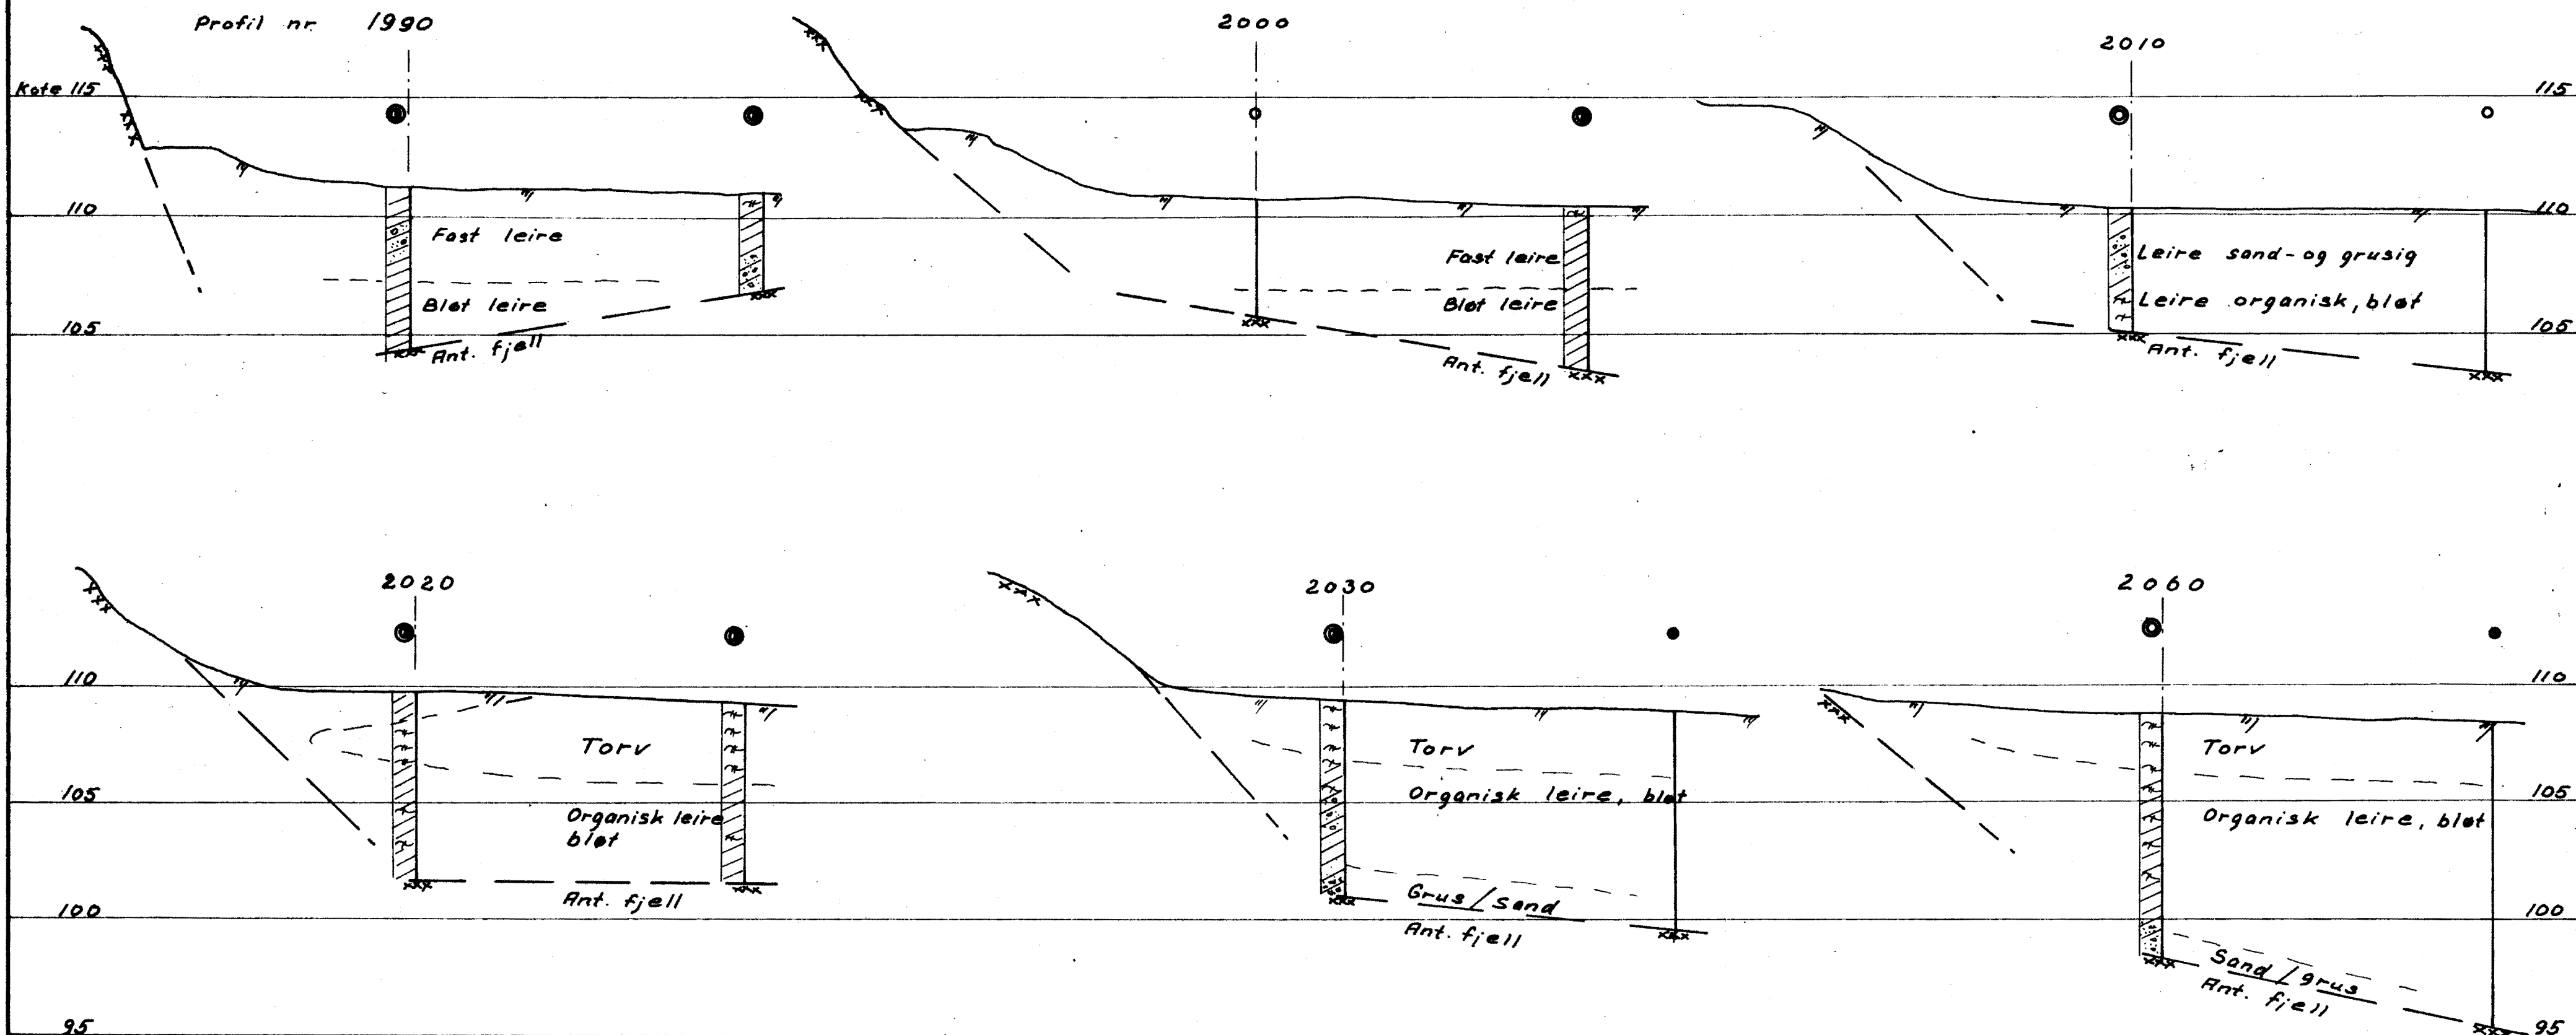 Profil nr. 1990 2000 2010
Kote 115 115
110 110
Fast leire
Bløt leire
Ant. fjell
Fast leire
Bløt leire
Ant. fjell
Leire sand-og grusig
Leire organisk, bløt
Ant. fjell
105 105
2020 2030 2060
110 110
Torv
Organisk leire
bløt
Ant. fjell
Torv
Organisk leire, bløt
Grus/sand
Ant. fjell
Torv
Organisk leire, bløt
Sand/grus
Ant. fjell
105 105
100 100
95 95